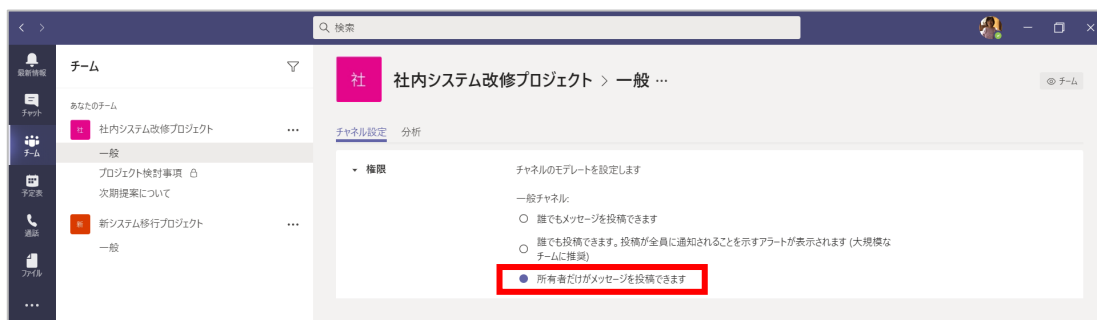 検索
最新情報
チャット
チーム
予定表
通話
ファイル
チーム
あなたのチーム
社 社内システム改修プロジェクト
一般
プロジェクト検討事項
次期提案について
新システム移行プロジェクト
一般
社 社内システム改修プロジェクト > 一般 ...
チーム
チャネル設定 分析
権限
チャネルのモデレートを設定します
一般チャネル:
誰でもメッセージを投稿できます
誰でも投稿できます。投稿が全員に通知されることを示すアラートが表示されます (大規模な
チームに推奨)
所有者だけがメッセージを投稿できます